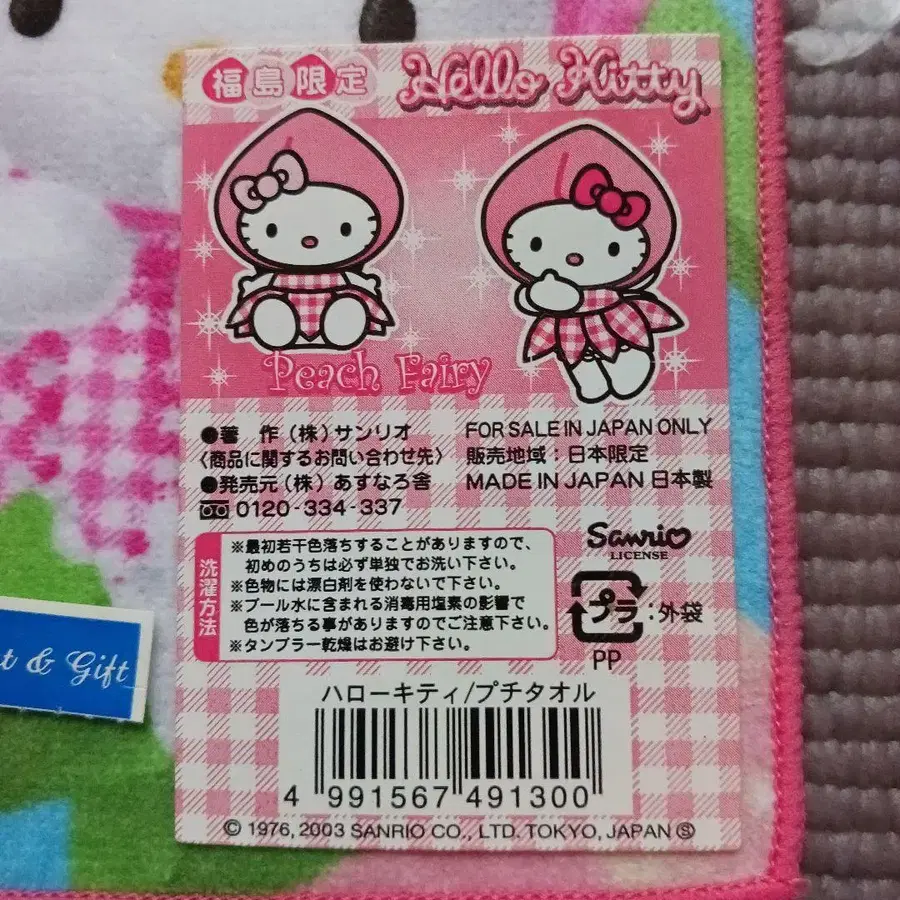 福島限定 Hello Kitty
Peach Fairy
●著 作（株）サンリオ
〈商品に関するお問い合わせ先〉
●発売元（株）あすなろ舎
0120-334-337
FOR SALE IN JAPAN ONLY
販売地域：日本限定
MADE IN JAPAN 日本製
洗濯方法
※最初若干色落ちすることがありますので、
初めのうちは必ず単独でお洗い下さい。
※色物には漂白剤を使わないで下さい。
※プール水に含まれる消毒用塩素の影響で
色が落ちる事がありますのでご注意下さい。
※タンブラー乾燥はお避け下さい。
Sanrio
LICENSE
プラ：外袋
PP
t & Gift
ハローキティ/プチタオル
4 991567 491300
© 1976, 2003 SANRIO CO., LTD. TOKYO, JAPAN Ⓢ